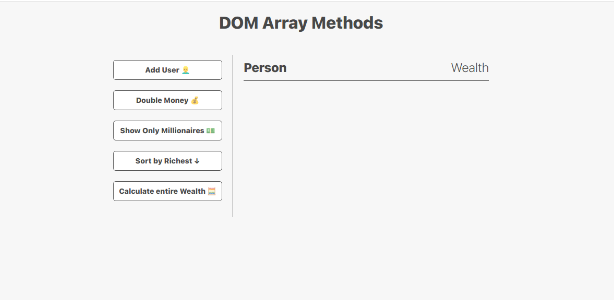 DOM Array Methods
Add User 👱‍♂️
Double Money 💰
Show Only Millionaires 💵
Sort by Richest ↓
Calculate entire Wealth 🧮
Person Wealth